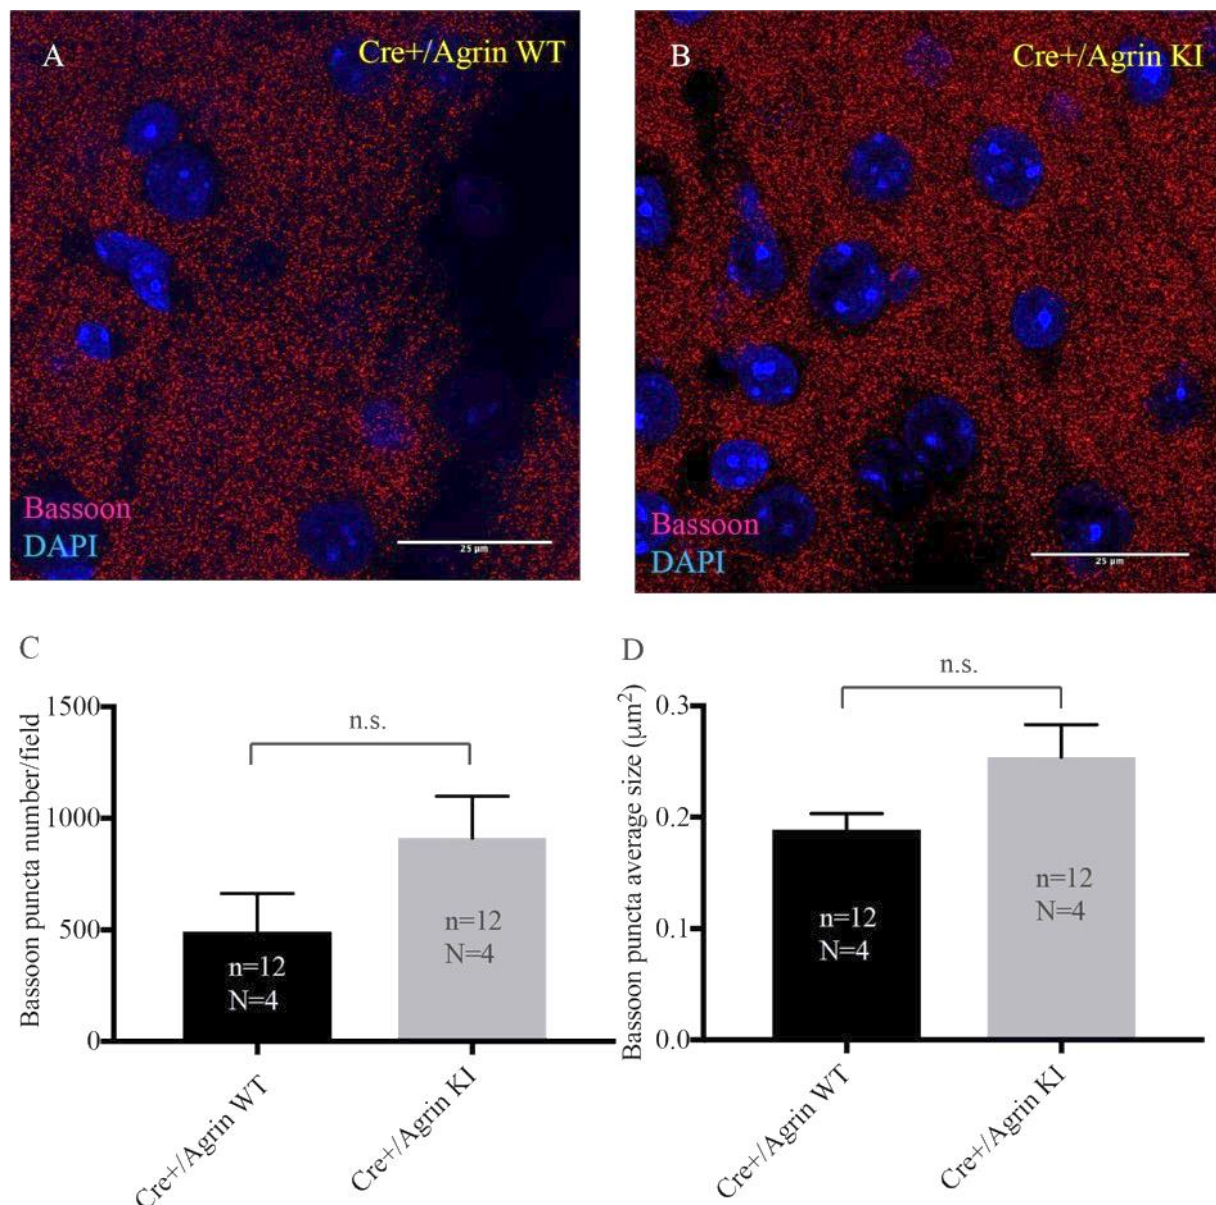 A
Cre+/Agrin WT
Bassoon
DAPI
25 µm
B
Cre+/Agrin KI
Bassoon
DAPI
25 µm
C
Bassoon puncta number/field
1500
1000
500
0
n.s.
n=12
N=4
n=12
N=4
Cre+/Agrin WT
Cre+/Agrin KI
D
Bassoon puncta average size (µm²)
0.3
0.2
0.1
0.0
n.s.
n=12
N=4
n=12
N=4
Cre+/Agrin WT
Cre+/Agrin KI